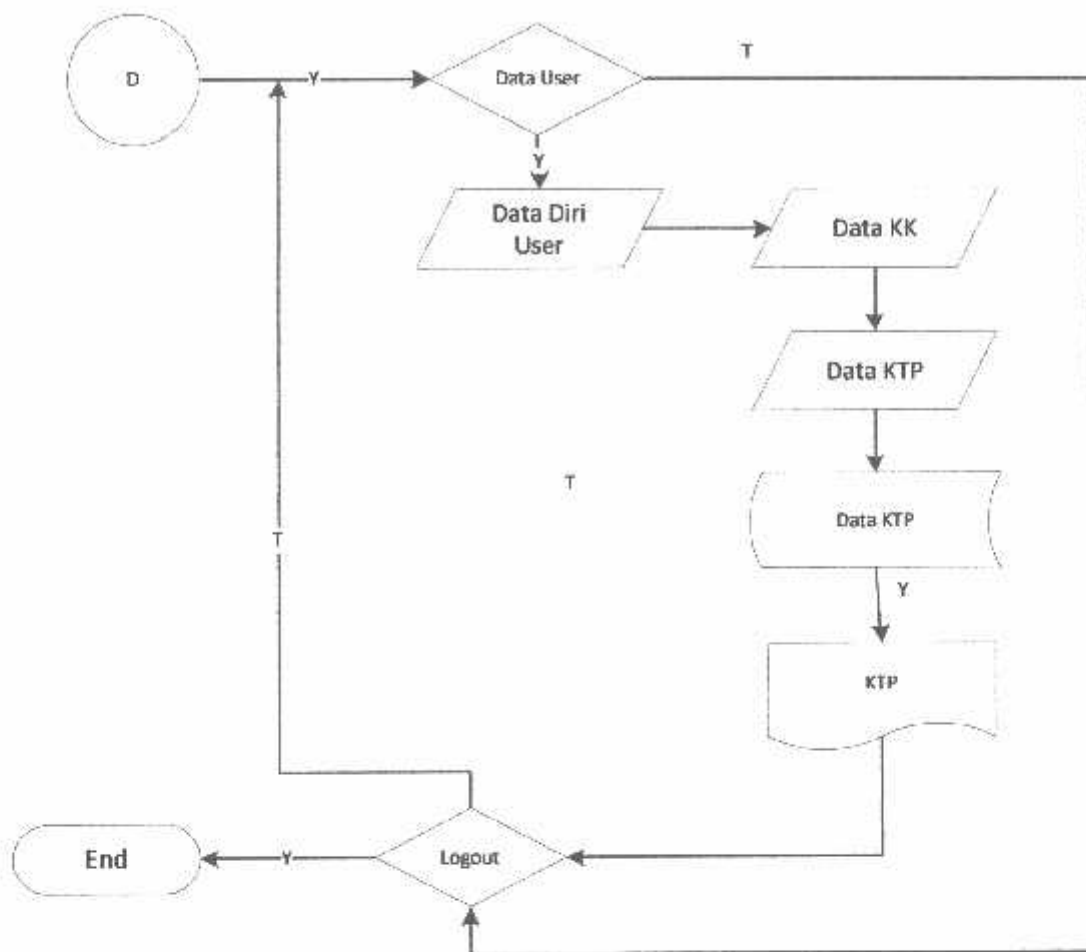 T
D
Y
Data User
Y
Data Diri
User
Data KK
Data KTP
T
Data KTP
T
Y
KTP
End
Y
Logout